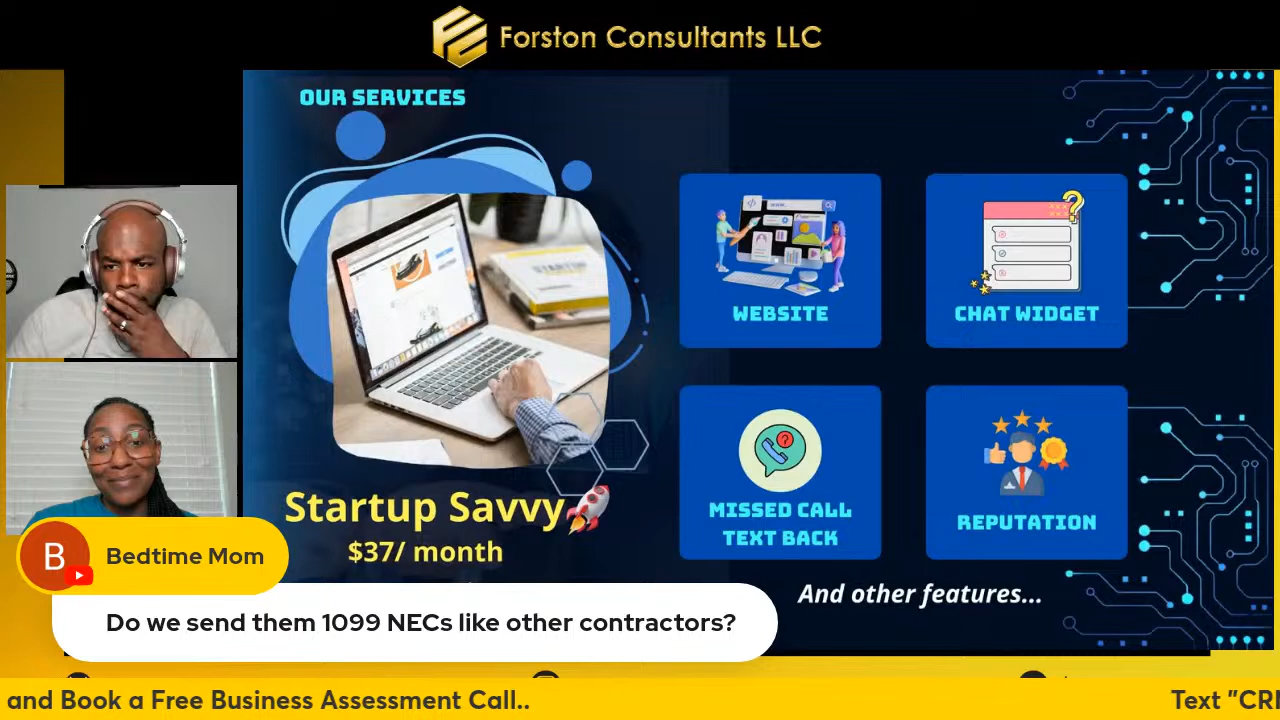 Forston Consultants LLC
OUR SERVICES
WEBSITE
CHAT WIDGET
Startup Savvy
$37/ month
MISSED CALL
TEXT BACK
REPUTATION
And other features...
B
Bedtime Mom
Do we send them 1099 NECs like other contractors?
and Book a Free Business Assessment Call..
Text "CRI